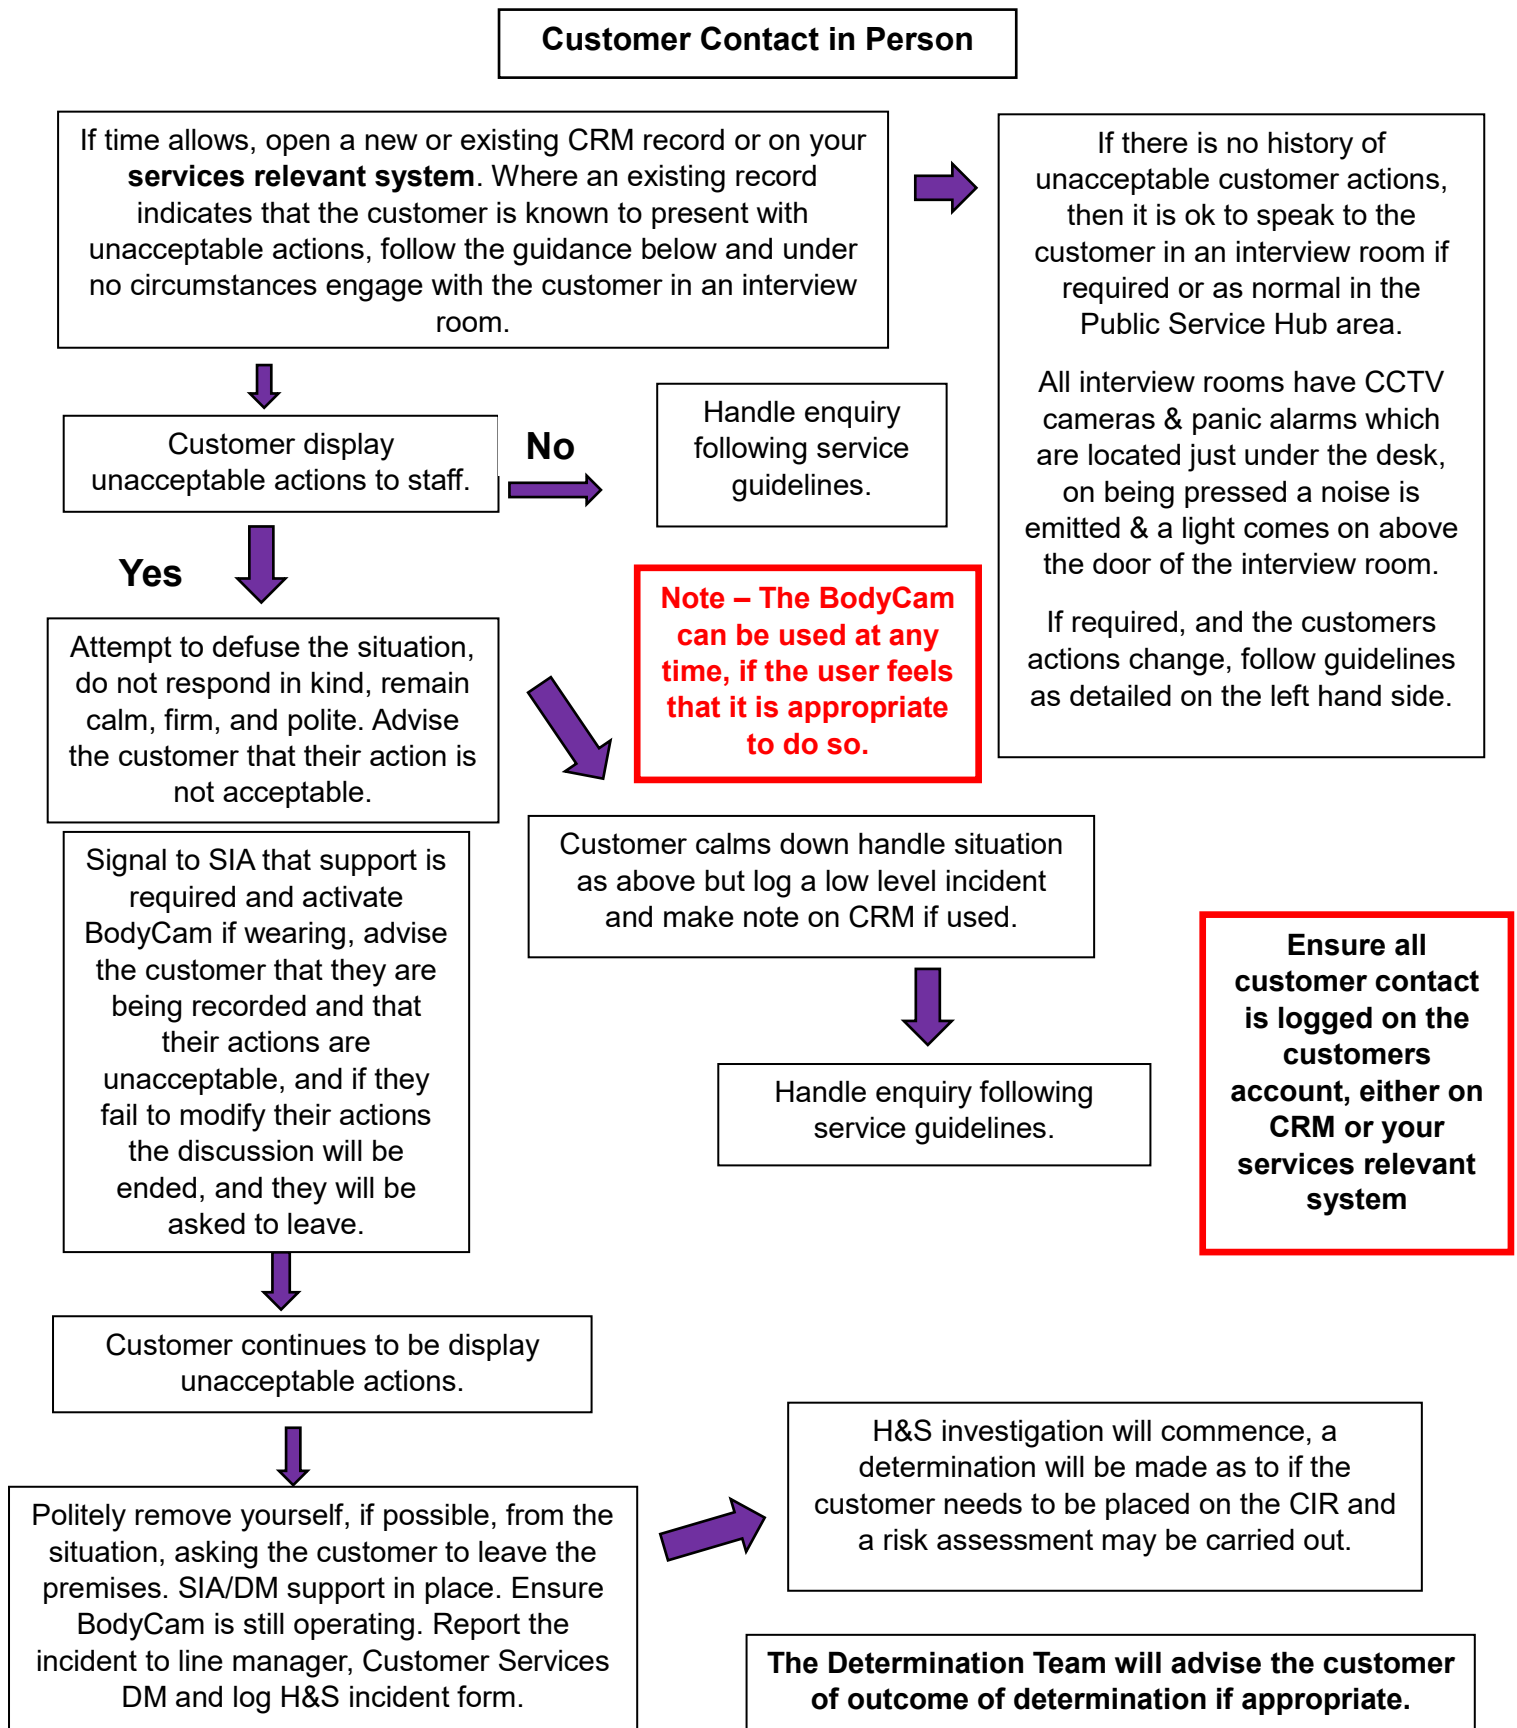 Customer Contact in Person
If time allows, open a new or existing CRM record or on your
services relevant system. Where an existing record
indicates that the customer is known to present with
unacceptable actions, follow the guidance below and under
no circumstances engage with the customer in an interview
room.
If there is no history of
unacceptable customer actions,
then it is ok to speak to the
customer in an interview room if
required or as normal in the
Public Service Hub area.
All interview rooms have CCTV
cameras & panic alarms which
are located just under the desk,
on being pressed a noise is
emitted & a light comes on above
the door of the interview room.
If required, and the customers
actions change, follow guidelines
as detailed on the left hand side.
Customer display
unacceptable actions to staff.
No
Handle enquiry
following service
guidelines.
Yes
Note – The BodyCam
can be used at any
time, if the user feels
that it is appropriate
to do so.
Attempt to defuse the situation,
do not respond in kind, remain
calm, firm, and polite. Advise
the customer that their action is
not acceptable.
Customer calms down handle situation
as above but log a low level incident
and make note on CRM if used.
Handle enquiry following
service guidelines.
Signal to SIA that support is
required and activate
BodyCam if wearing, advise
the customer that they are
being recorded and that
their actions are
unacceptable, and if they
fail to modify their actions
the discussion will be
ended, and they will be
asked to leave.
Ensure all
customer contact
is logged on the
customers
account, either on
CRM or your
services relevant
system
Customer continues to be display
unacceptable actions.
Politely remove yourself, if possible, from the
situation, asking the customer to leave the
premises. SIA/DM support in place. Ensure
BodyCam is still operating. Report the
incident to line manager, Customer Services
DM and log H&S incident form.
H&S investigation will commence, a
determination will be made as to if the
customer needs to be placed on the CIR and
a risk assessment may be carried out.
The Determination Team will advise the customer
of outcome of determination if appropriate.